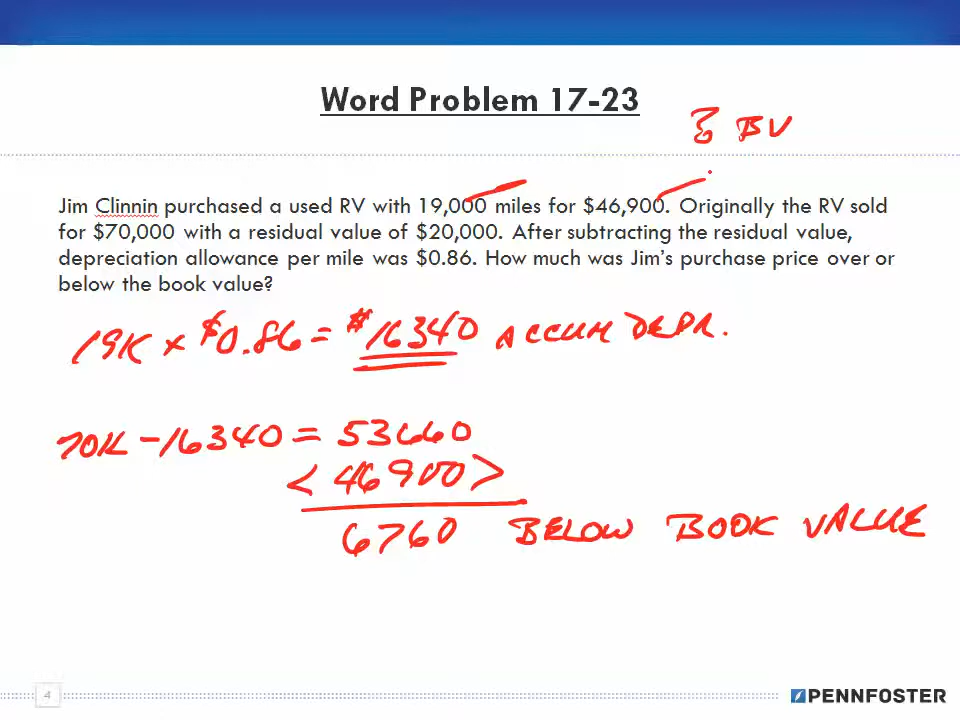 Word Problem 17-23
BV
Jim Clinnin purchased a used RV with 19,000 miles for $46,900. Originally the RV sold
for $70,000 with a residual value of $20,000. After subtracting the residual value,
depreciation allowance per mile was $0.86. How much was Jim's purchase price over or
below the book value?
19K x $0.86 = $16340 ACCUM DEPR.
70K - 16340 = 53660
< 46900 >
6760 BELOW BOOK VALUE
4
PENNFOSTER